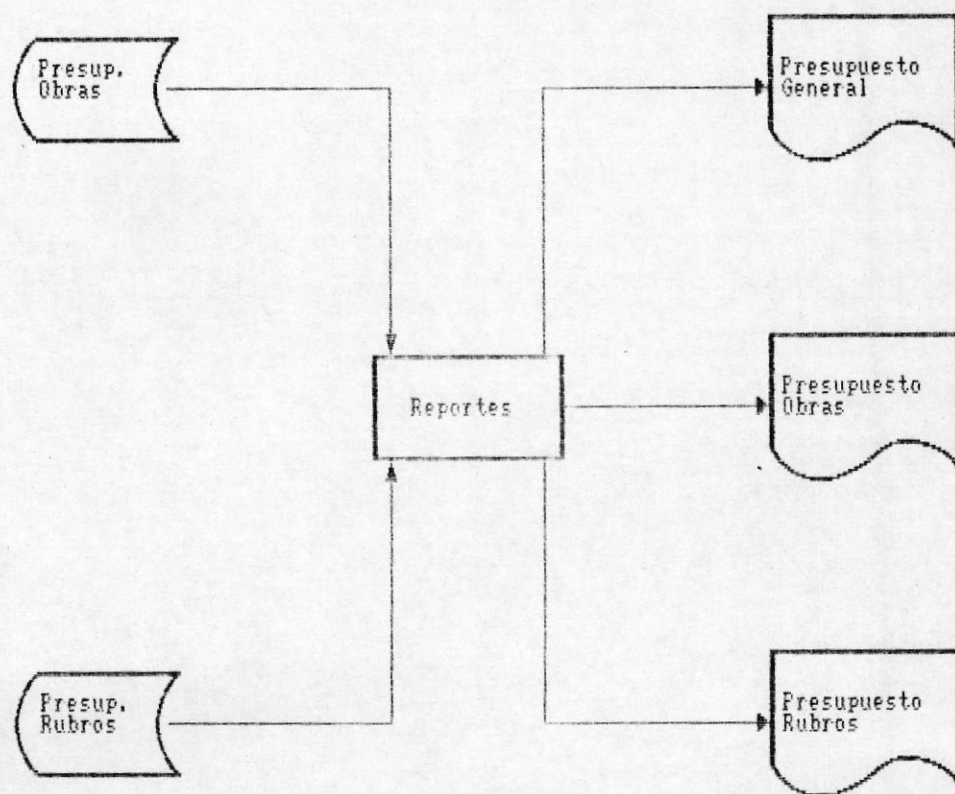 Presup.
Obras
Presupuesto
General
Reportes
Presupuesto
Obras
Presup.
Rubros
Presupuesto
Rubros